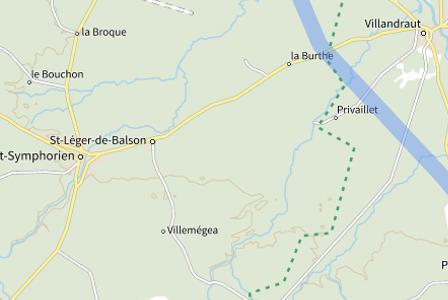 Villandraut
la Broque
la Burthe
le Bouchon
Privaillet
St-Léger-de-Balson
t-Symphorien
Villemégea
P